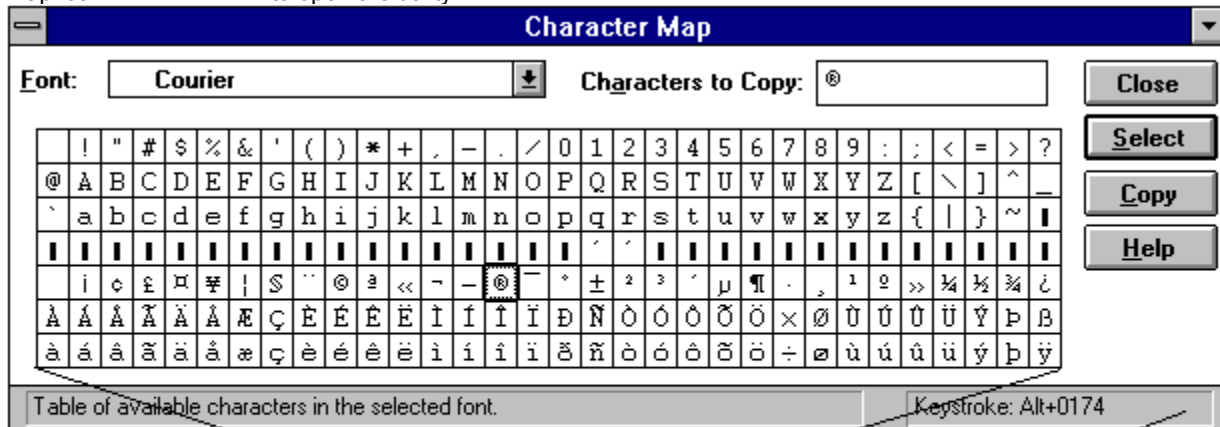 Character Map
Font: Courier Characters to Copy: ® Close
! " # $ % & ' ( ) * + , – . / 0 1 2 3 4 5 6 7 8 9 : ; < = > ? Select
@ A B C D E F G H I J K L M N O P Q R S T U V W X Y Z [ \ ] ^ _ Copy
` a b c d e f g h i j k l m n o p q r s t u v w x y z { | } ~ ▌
▌ ▌ ▌ ▌ ▌ ▌ ▌ ▌ ▌ ▌ ▌ ▌ ▌ ▌ ▌ ▌ ▌ ´ ´ ▌ ▌ ▌ ▌ ▌ ▌ ▌ ▌ ▌ ▌ ▌ ▌ ▌ Help
¡ ¢ £ ¤ ¥ ¦ § ¨ © ª « ¬ – ® ¯ ° ± ² ³ ´ µ ¶ · ¸ ¹ º » ¼ ½ ¾ ¿
À Á Â Ã Ä Å Æ Ç È É Ê Ë Ì Í Î Ï Ð Ñ Ò Ó Ô Õ Ö × Ø Ù Ú Û Ü Ý Þ ß
à á â ã ä å æ ç è é ê ë ì í î ï ð ñ ò ó ô õ ö ÷ ø ù ú û ü ý þ ÿ
Table of available characters in the selected font. Keystroke: Alt+0174